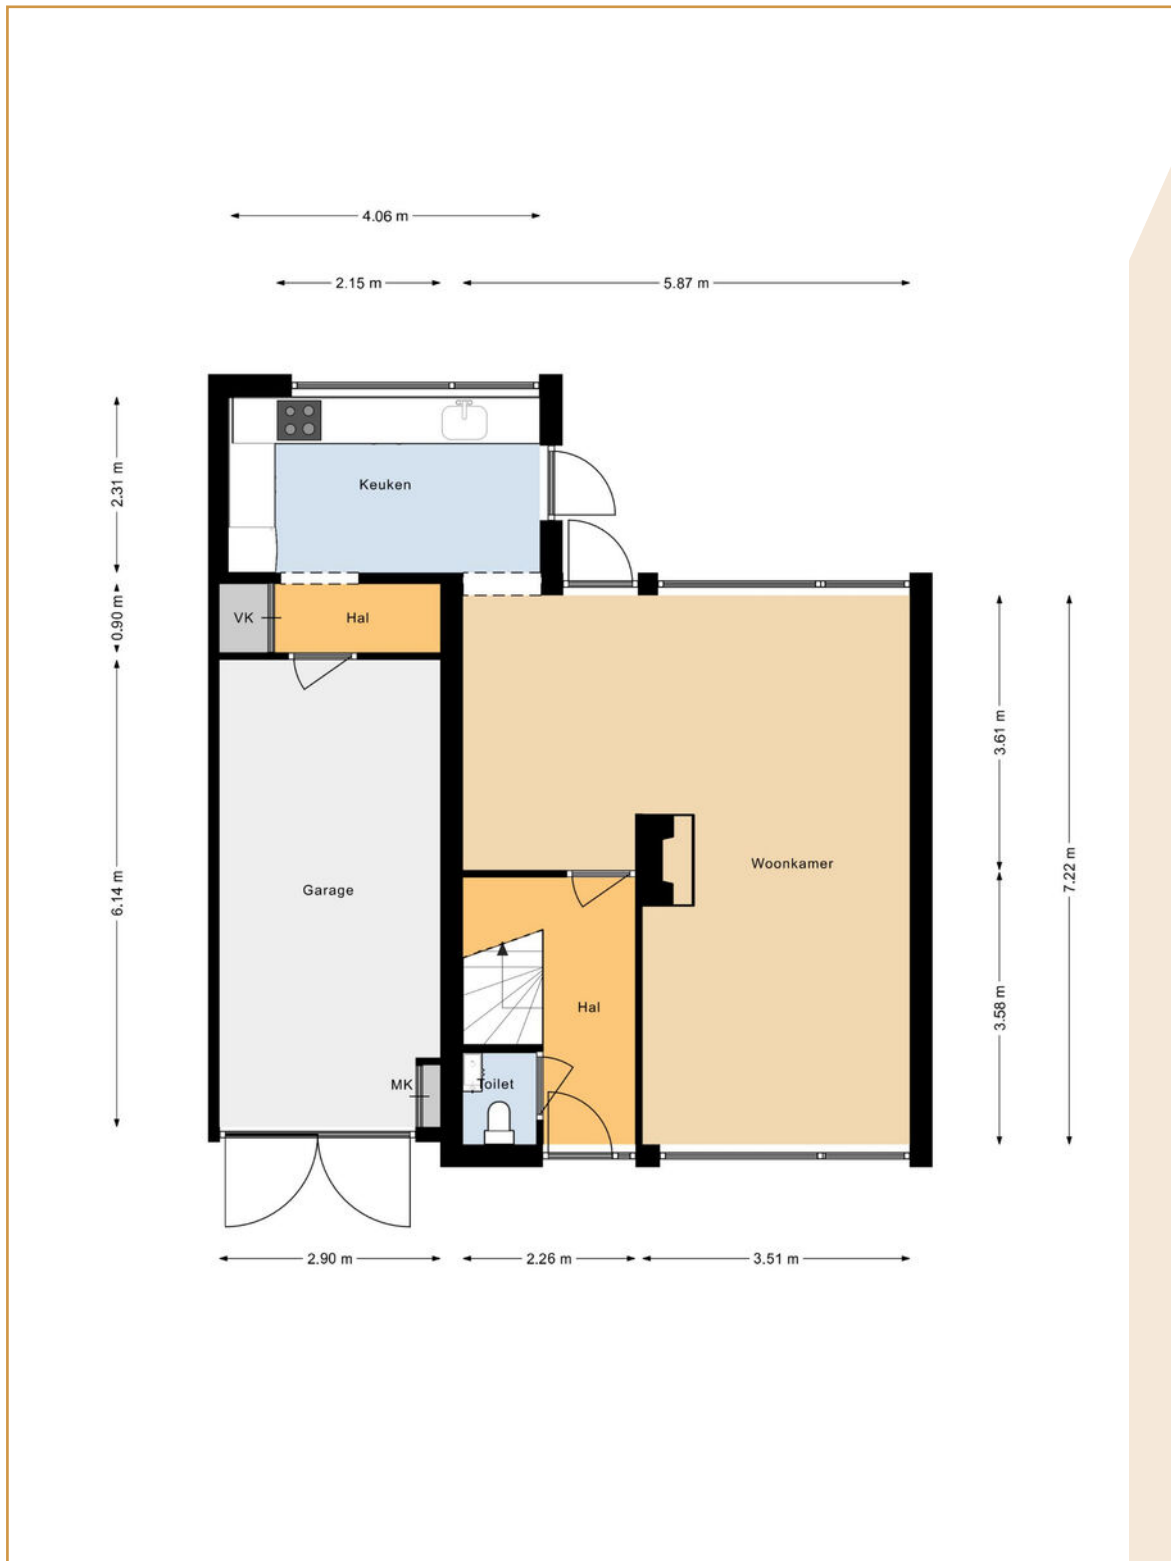 4.06 m
2.15 m
5.87 m
2.31 m
Keuken
0.90 m
VK
Hal
3.61 m
7.22 m
Woonkamer
6.14 m
Garage
3.58 m
Hal
MK
Toilet
2.90 m
2.26 m
3.51 m